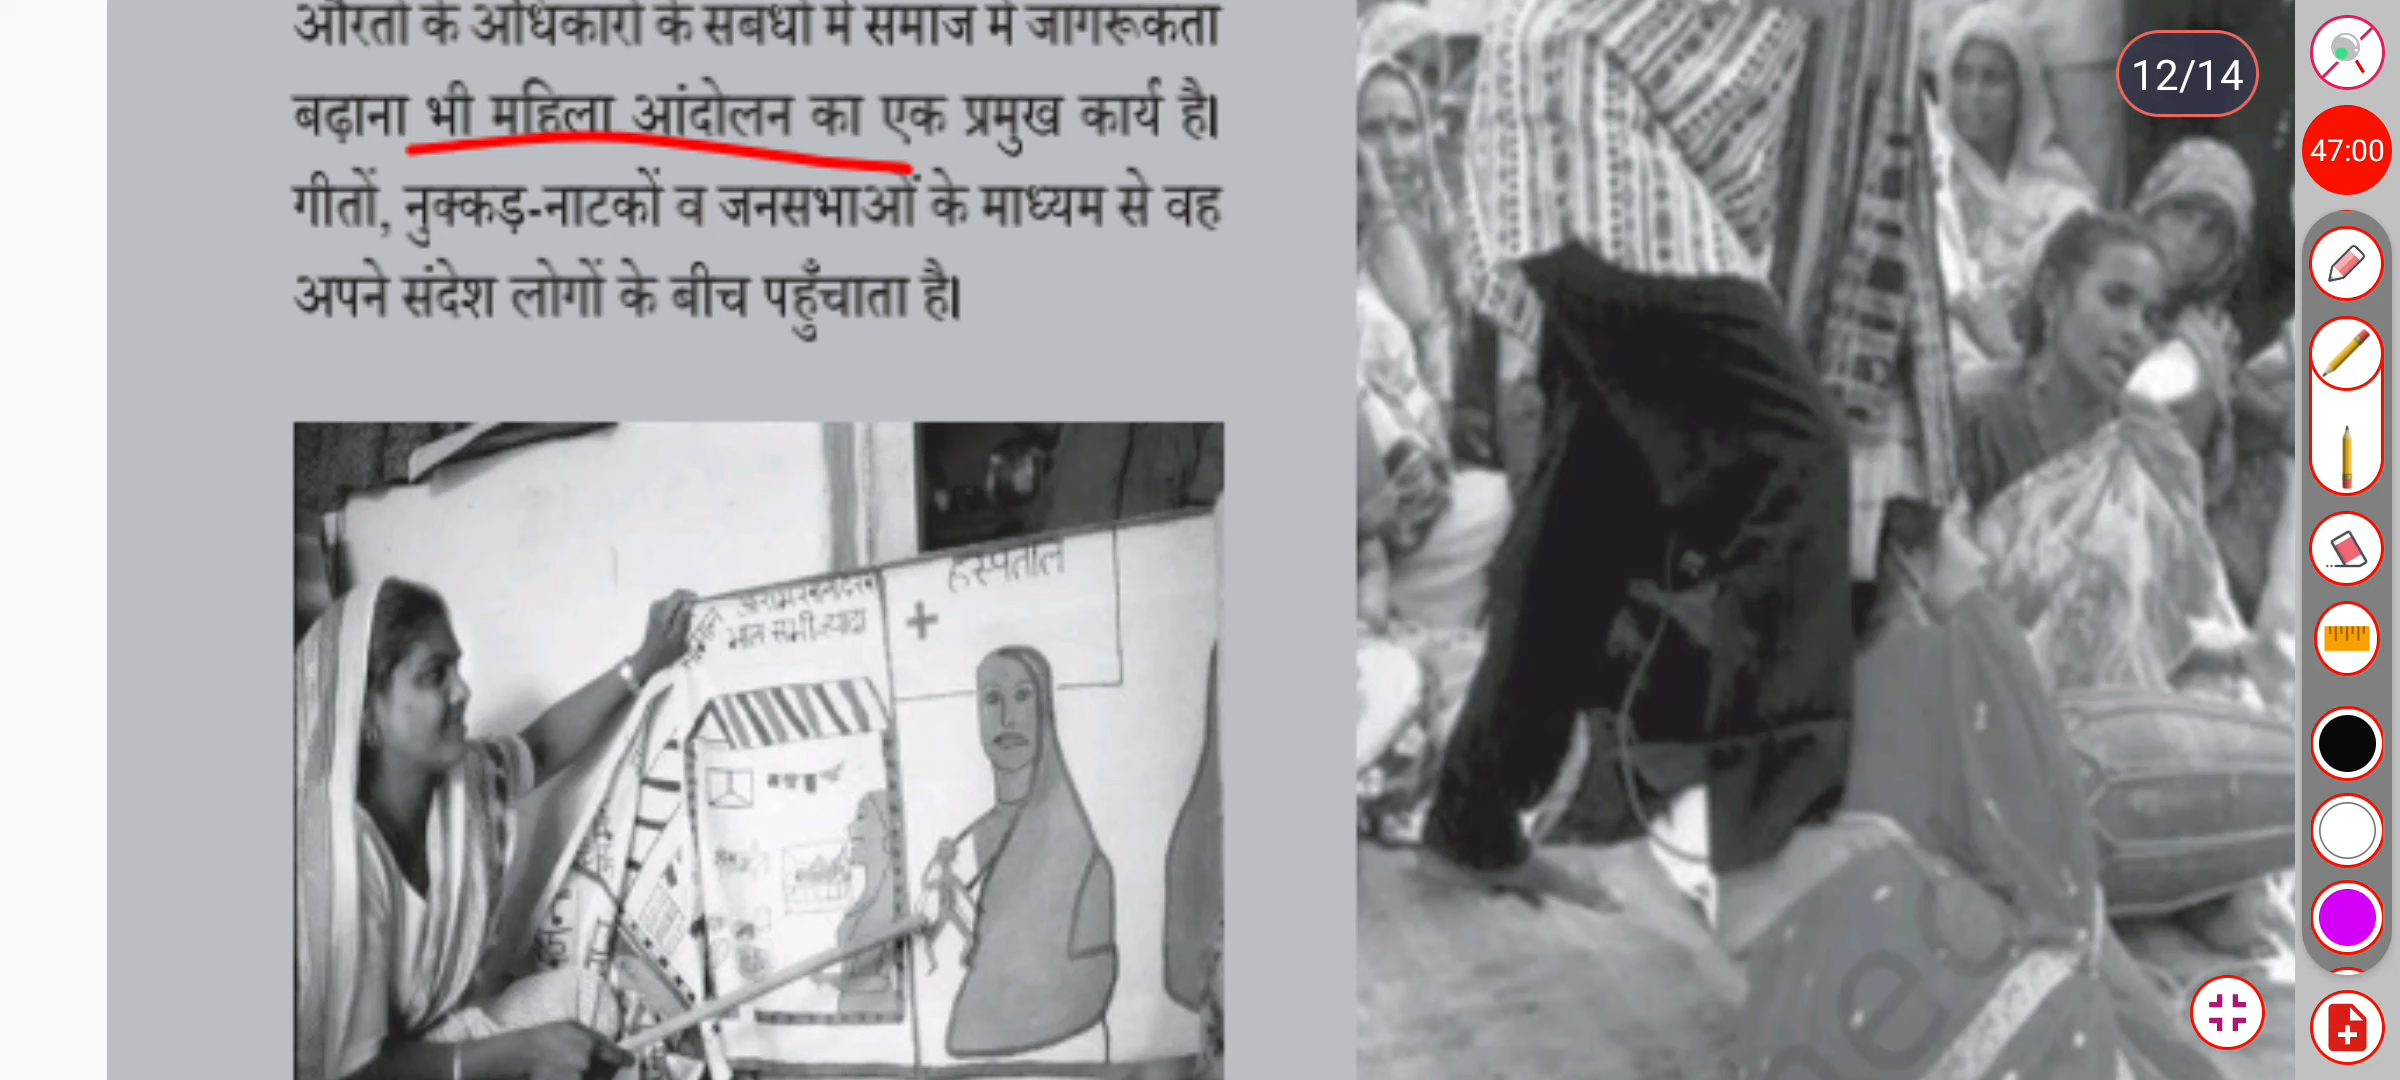 औरतों के अधिकारों के संबंधों में समाज में जागरूकता
बढ़ाना भी महिला आंदोलन का एक प्रमुख कार्य है।
गीतों, नुक्कड़-नाटकों व जनसभाओं के माध्यम से वह
अपने संदेश लोगों के बीच पहुँचाता है।
हस्पताल
12/14
47:00